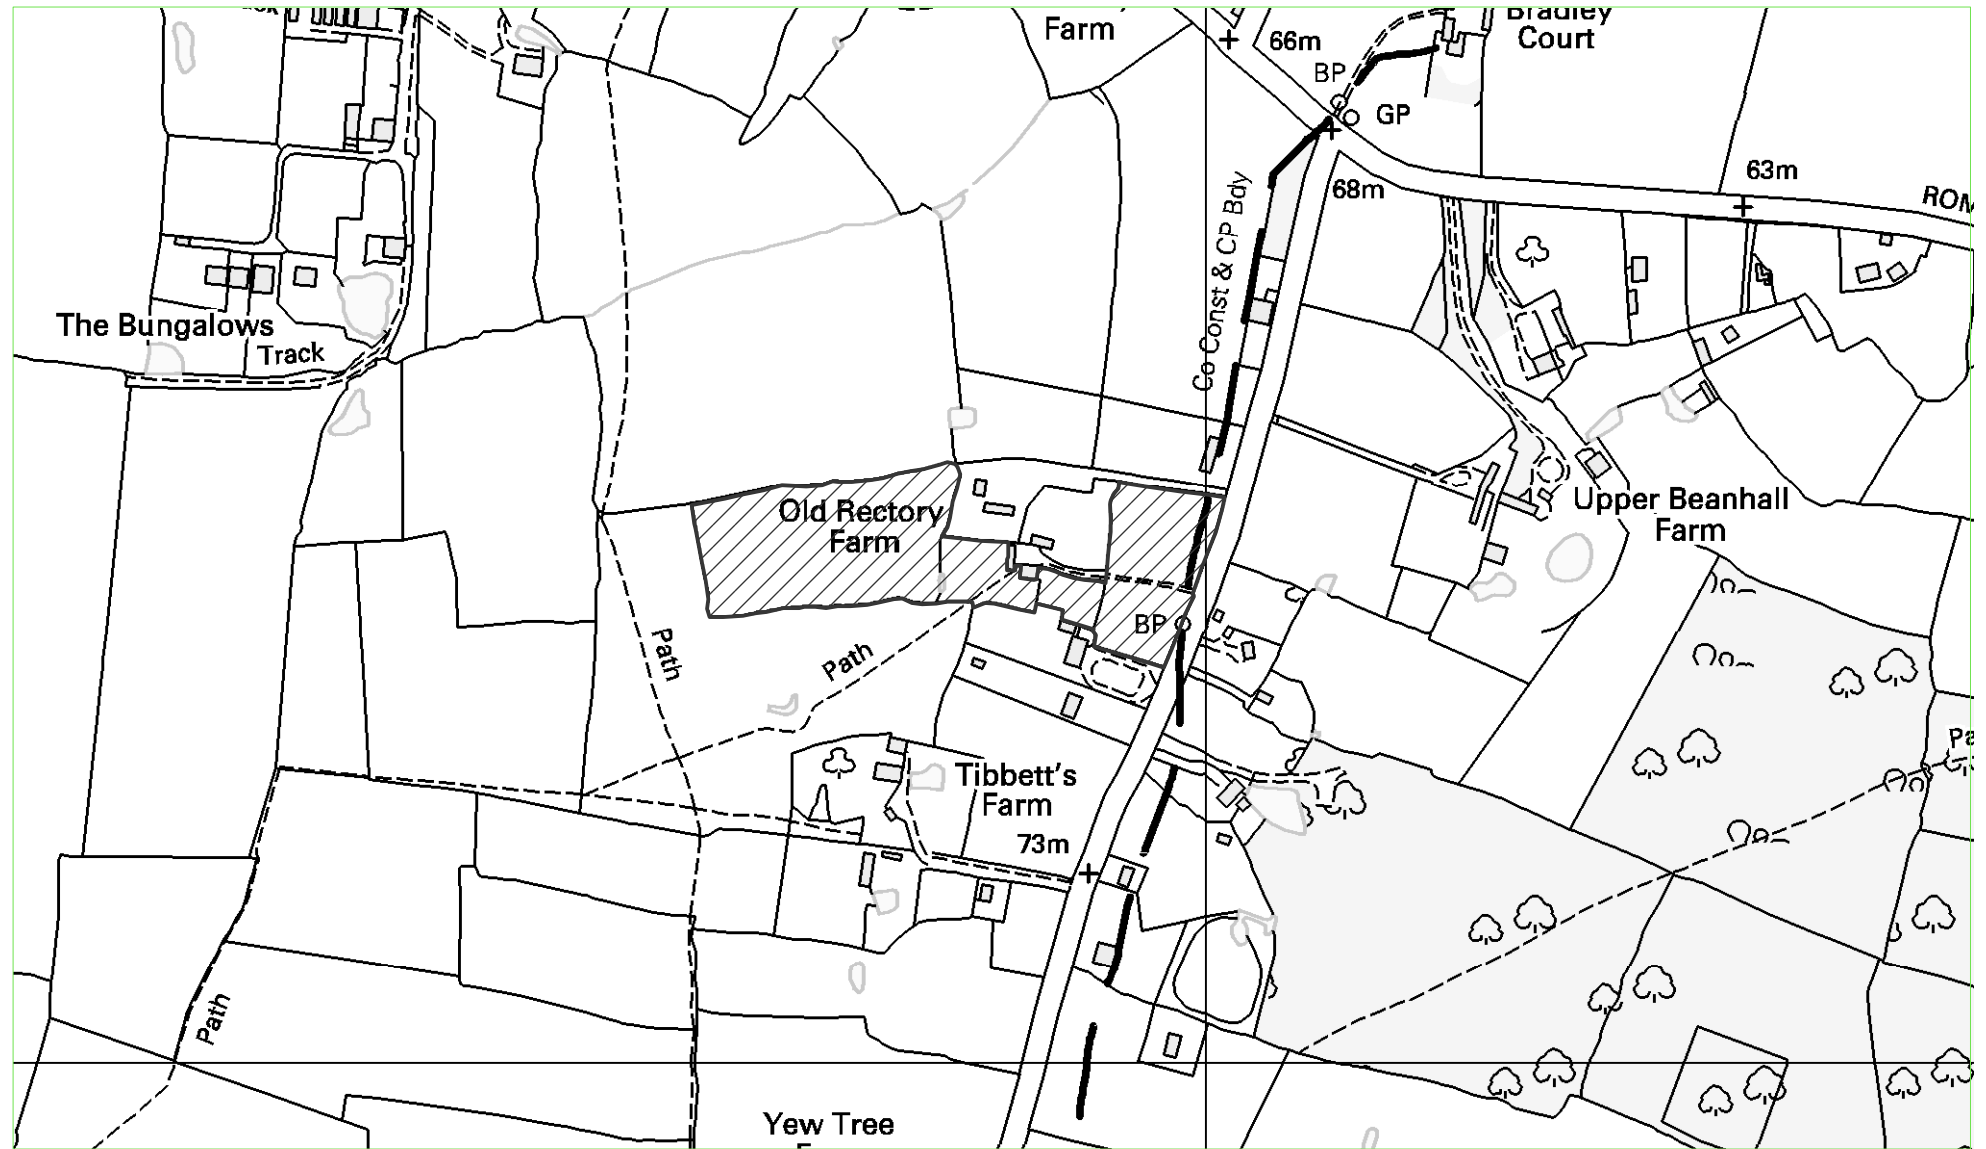 Bradley
Court
Farm
66m
BP
GP
63m
68m
Co Const & CP Bdy
The Bungalows
Track
Old Rectory
Farm
Upper Beanhall
Farm
BP
Path
Path
Tibbett's
Farm
73m
Path
Yew Tree